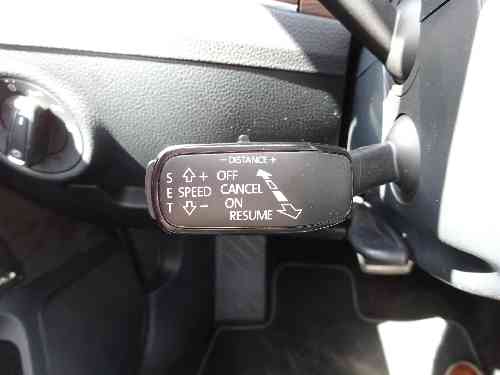 - DISTANCE +
S + OFF
E SPEED CANCEL
T - ON
RESUME